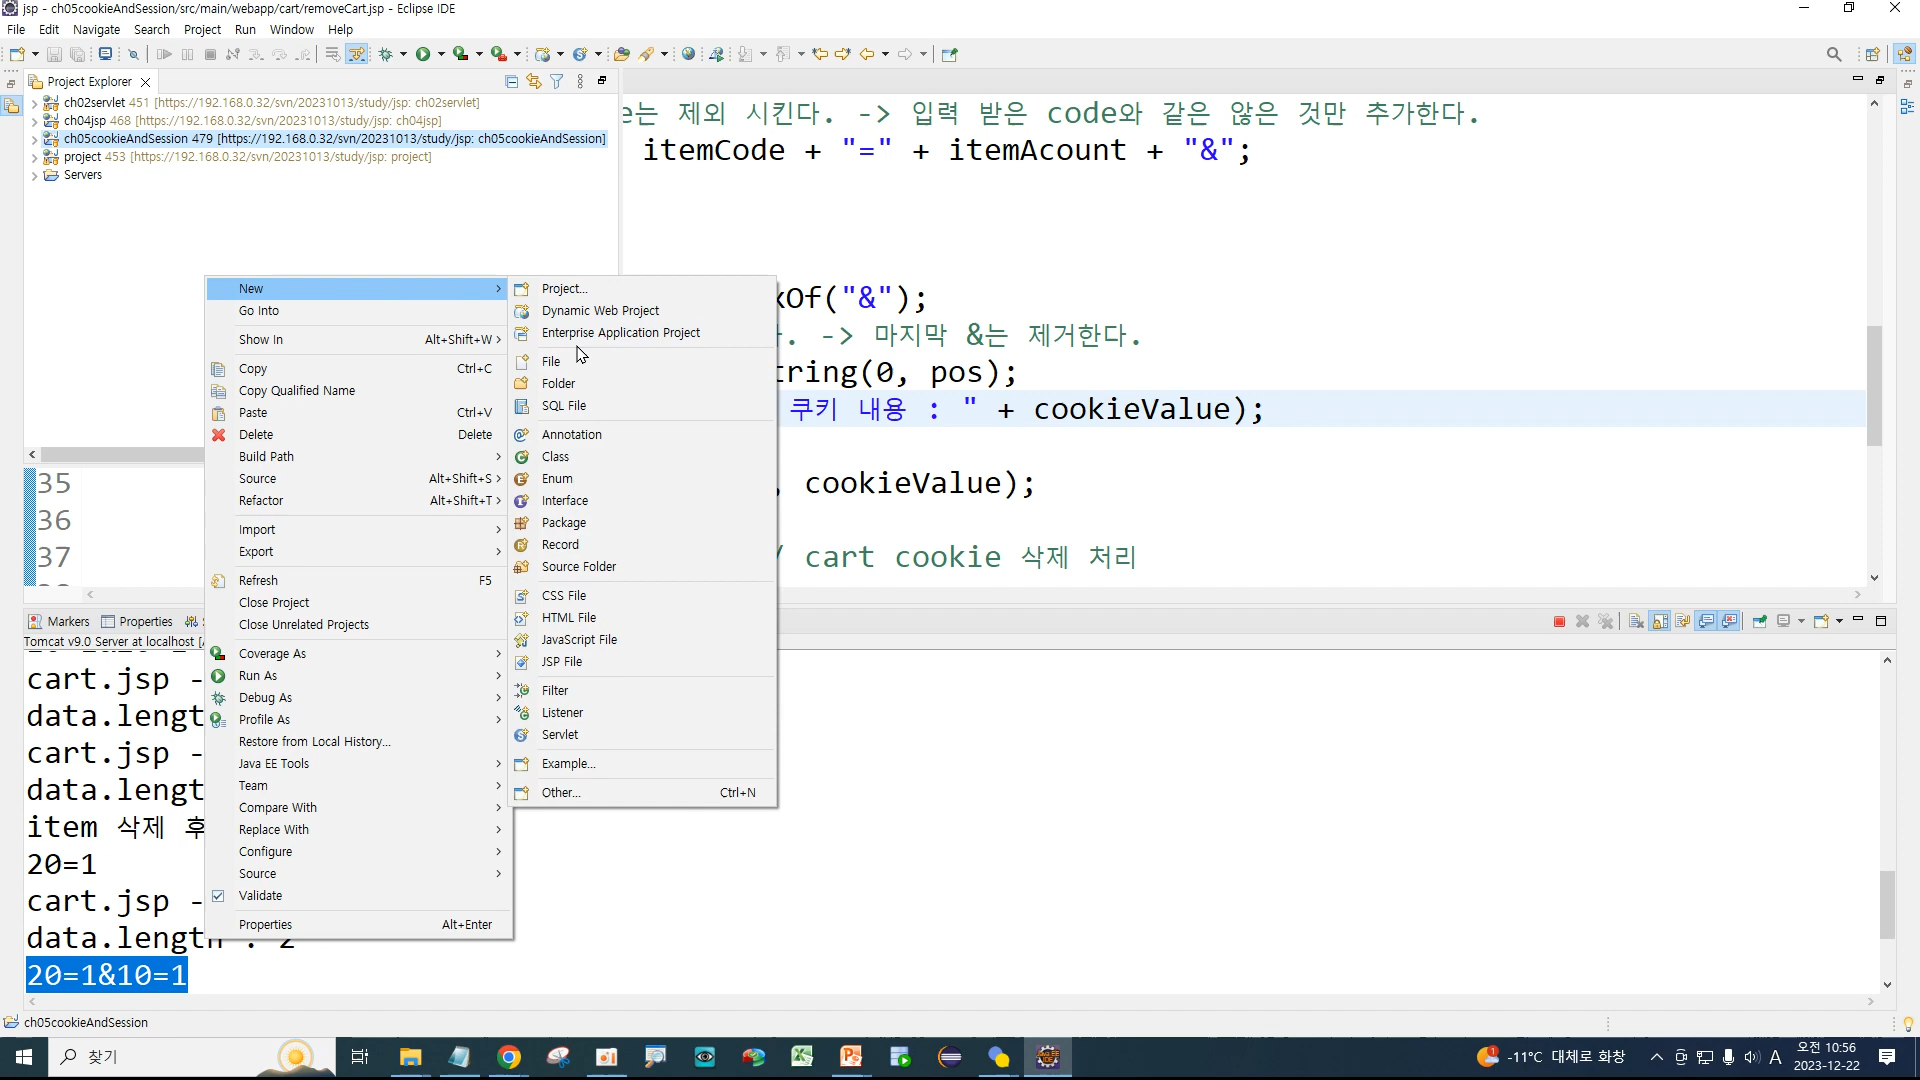 jsp - ch05cookieAndSession/src/main/webapp/cart/removeCart.jsp - Eclipse IDE
File Edit Navigate Search Project Run Window Help
Project Explorer
ch02servlet 451 [https://192.168.0.32/svn/20231013/study/jsp: ch02servlet]
ch04jsp 468 [https://192.168.0.32/svn/20231013/study/jsp: ch04jsp]
ch05cookieAndSession 479 [https://192.168.0.32/svn/20231013/study/jsp: ch05cookieAndSession]
project 453 [https://192.168.0.32/svn/20231013/study/jsp: project]
Servers
e는 제외 시킨다. -> 입력 받은 code와 같은 않은 것만 추가한다.
itemCode + "=" + itemAcount + "&";
xOf("&");
. -> 마지막 &는 제거한다.
tring(0, pos);
쿠키 내용 : " + cookieValue);
, cookieValue);
/ cart cookie 삭제 처리
35
36
37
New
Go Into
Show In Alt+Shift+W
Copy Ctrl+C
Copy Qualified Name
Paste Ctrl+V
Delete Delete
Build Path
Source Alt+Shift+S
Refactor Alt+Shift+T
Import
Export
Refresh F5
Close Project
Close Unrelated Projects
Coverage As
Run As
Debug As
Profile As
Restore from Local History...
Java EE Tools
Team
Compare With
Replace With
Configure
Source
Validate
Properties Alt+Enter
Project...
Dynamic Web Project
Enterprise Application Project
File
Folder
SQL File
Annotation
Class
Enum
Interface
Package
Record
Source Folder
CSS File
HTML File
JavaScript File
JSP File
Filter
Listener
Servlet
Example...
Other... Ctrl+N
Markers Properties
Tomcat v9.0 Server at localhost [
cart.jsp -
data.lengt
cart.jsp -
data.lengt
item 삭제 후
20=1
cart.jsp -
data.length : 2
20=1&10=1
ch05cookieAndSession
찾기
-11°C 대체로 화창
A
오전 10:56
2023-12-22